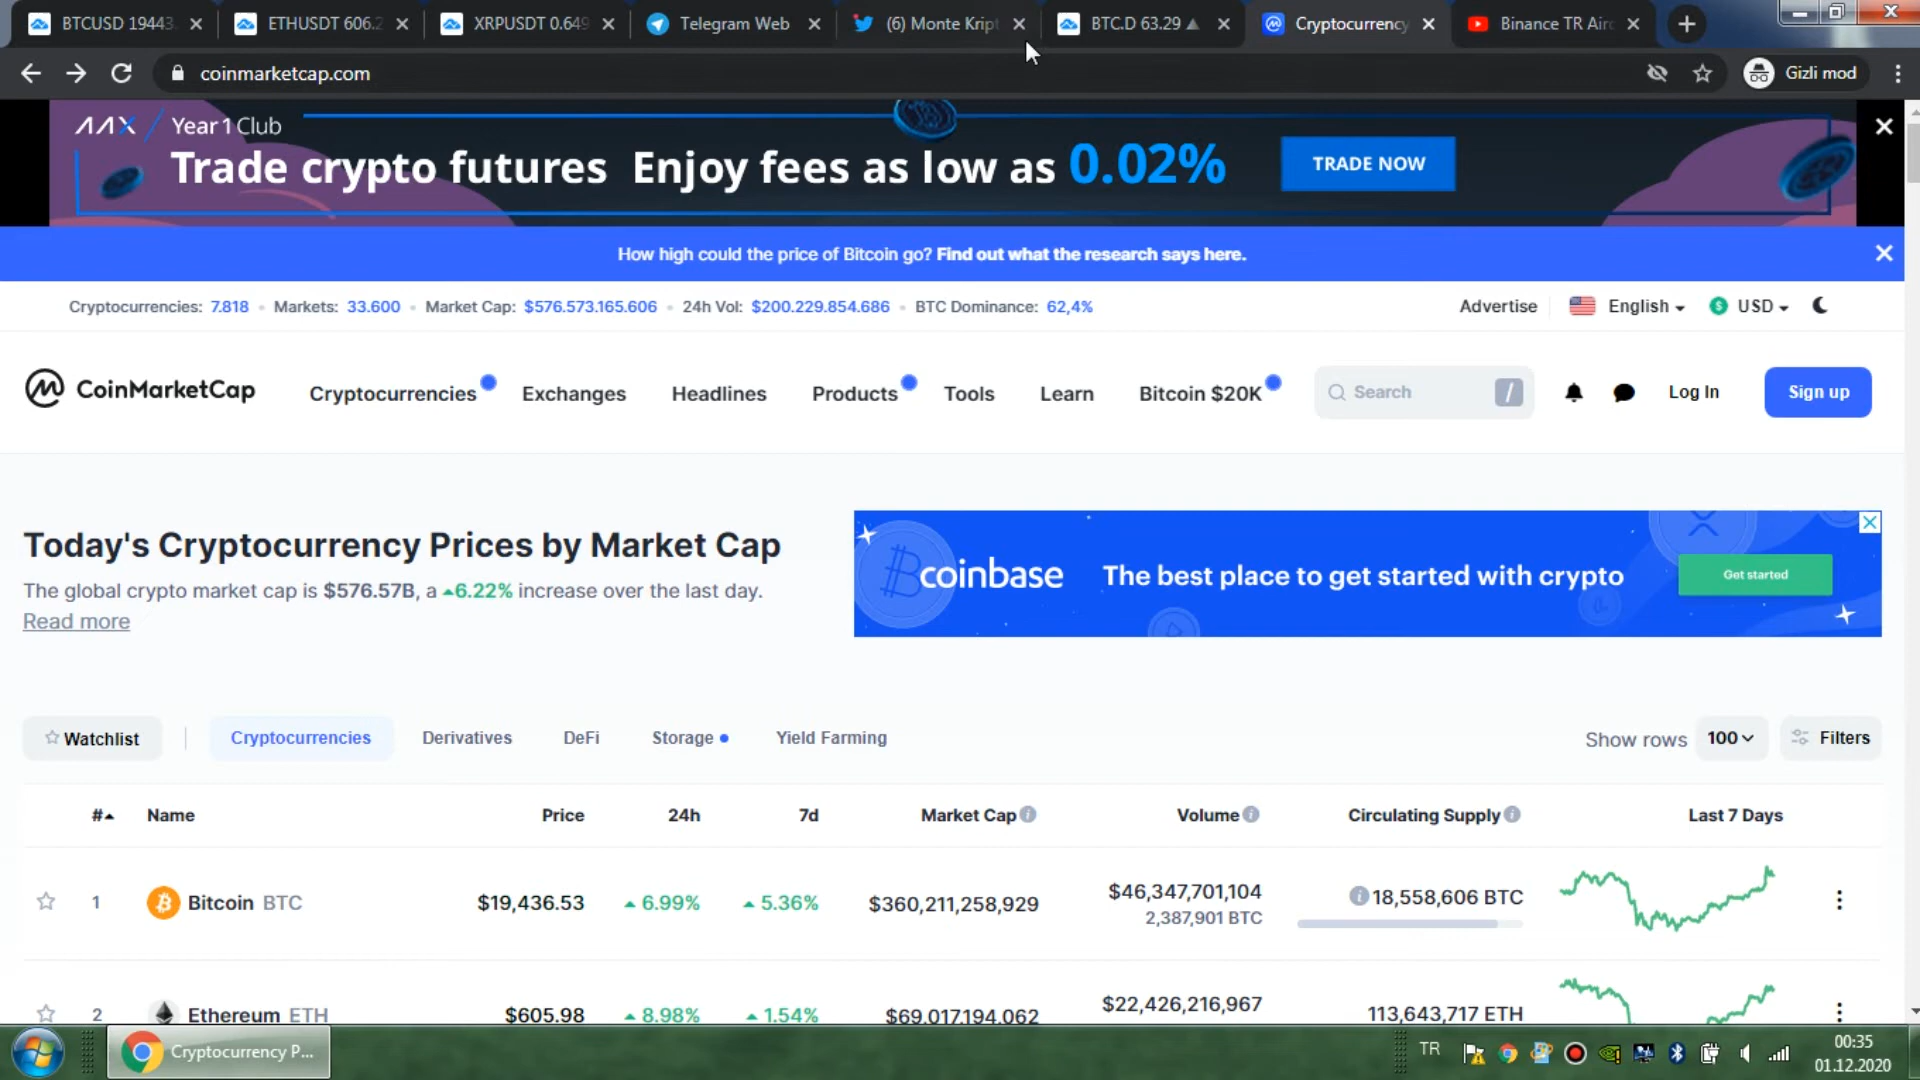 BTCUSD 19443.
ETHUSDT 606.2
XRPUSDT 0.649
Telegram Web
(6) Monte Kript
BTC.D 63.29 ▲
Cryptocurrency
Binance TR Airc
coinmarketcap.com
Gizli mod
AAX / Year 1 Club
Trade crypto futures Enjoy fees as low as 0.02%
TRADE NOW
How high could the price of Bitcoin go? Find out what the research says here.
Cryptocurrencies: 7.818 • Markets: 33.600 • Market Cap: $576.573.165.606 • 24h Vol: $200.229.854.686 • BTC Dominance: 62,4%
Advertise
English
USD
CoinMarketCap
Cryptocurrencies
Exchanges
Headlines
Products
Tools
Learn
Bitcoin $20K
Search /
Log In
Sign up
Today's Cryptocurrency Prices by Market Cap
The global crypto market cap is $576.57B, a 6.22% increase over the last day.
Read more
coinbase The best place to get started with crypto
Get started
Watchlist
Cryptocurrencies
Derivatives
DeFi
Storage
Yield Farming
Show rows 100
Filters
# Name Price 24h 7d Market Cap Volume Circulating Supply Last 7 Days
1 Bitcoin BTC $19,436.53 6.99% 5.36% $360,211,258,929 $46,347,701,104 18,558,606 BTC
2,387,901 BTC
2 Ethereum ETH $605.98 8.98% 1.54% $69,017,194,062 $22,426,216,967 113,643,717 ETH
Cryptocurrency P...
TR
00:35
01.12.2020